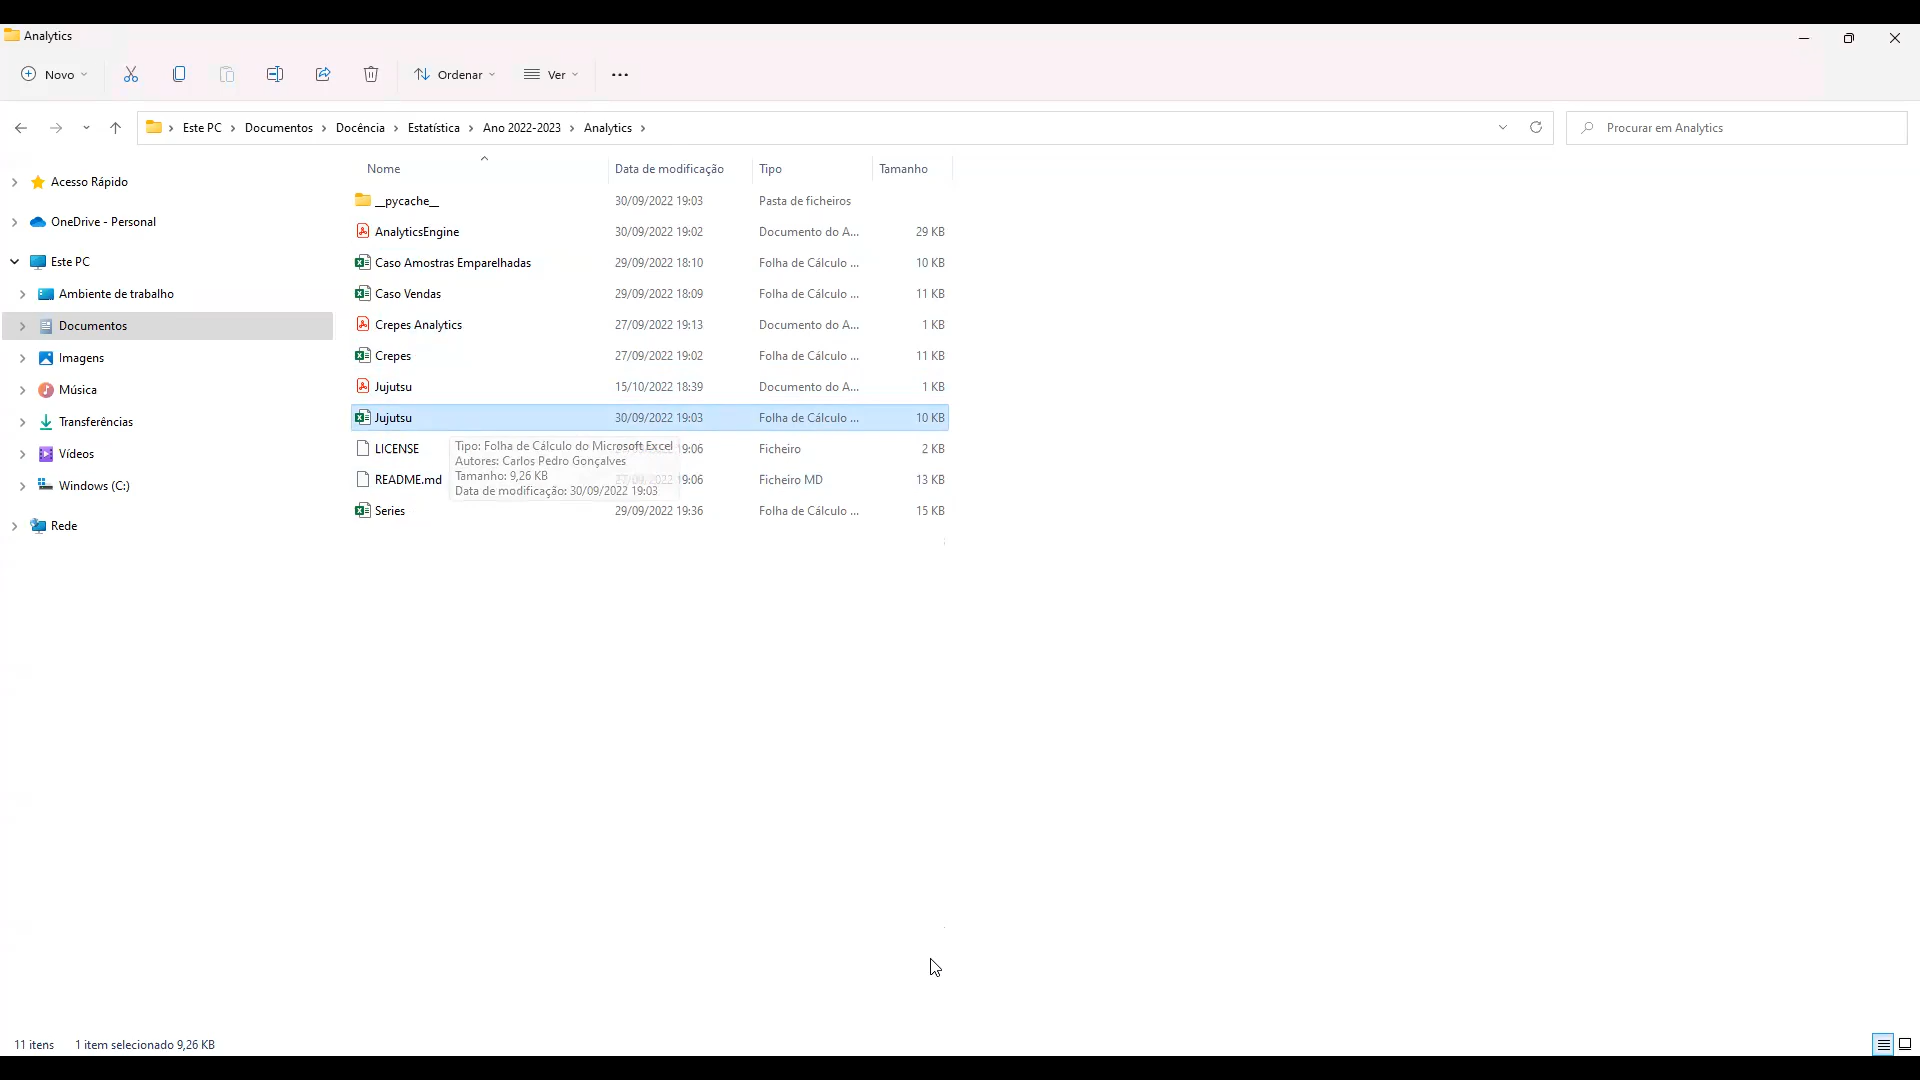 Analytics
Novo
Ordenar
Ver
Este PC > Documentos > Docência > Estatística > Ano 2022-2023 > Analytics >
Procurar em Analytics
Acesso Rápido
OneDrive - Personal
Este PC
Ambiente de trabalho
Documentos
Imagens
Música
Transferências
Vídeos
Windows (C:)
Rede
Nome Data de modificação Tipo Tamanho
__pycache__ 30/09/2022 19:03 Pasta de ficheiros
AnalyticsEngine 30/09/2022 19:02 Documento do A... 29 KB
Caso Amostras Emparelhadas 29/09/2022 18:10 Folha de Cálculo ... 10 KB
Caso Vendas 29/09/2022 18:09 Folha de Cálculo ... 11 KB
Crepes Analytics 27/09/2022 19:13 Documento do A... 1 KB
Crepes 27/09/2022 19:02 Folha de Cálculo ... 11 KB
Jujutsu 15/10/2022 18:39 Documento do A... 1 KB
Jujutsu 30/09/2022 19:03 Folha de Cálculo ... 10 KB
LICENSE 19:06 Ficheiro 2 KB
README.md 27/09/2022 19:06 Ficheiro MD 13 KB
Series 29/09/2022 19:36 Folha de Cálculo ... 15 KB
Tipo: Folha de Cálculo do Microsoft Excel
Autores: Carlos Pedro Gonçalves
Tamanho: 9,26 KB
Data de modificação: 30/09/2022 19:03
11 itens 1 item selecionado 9,26 KB